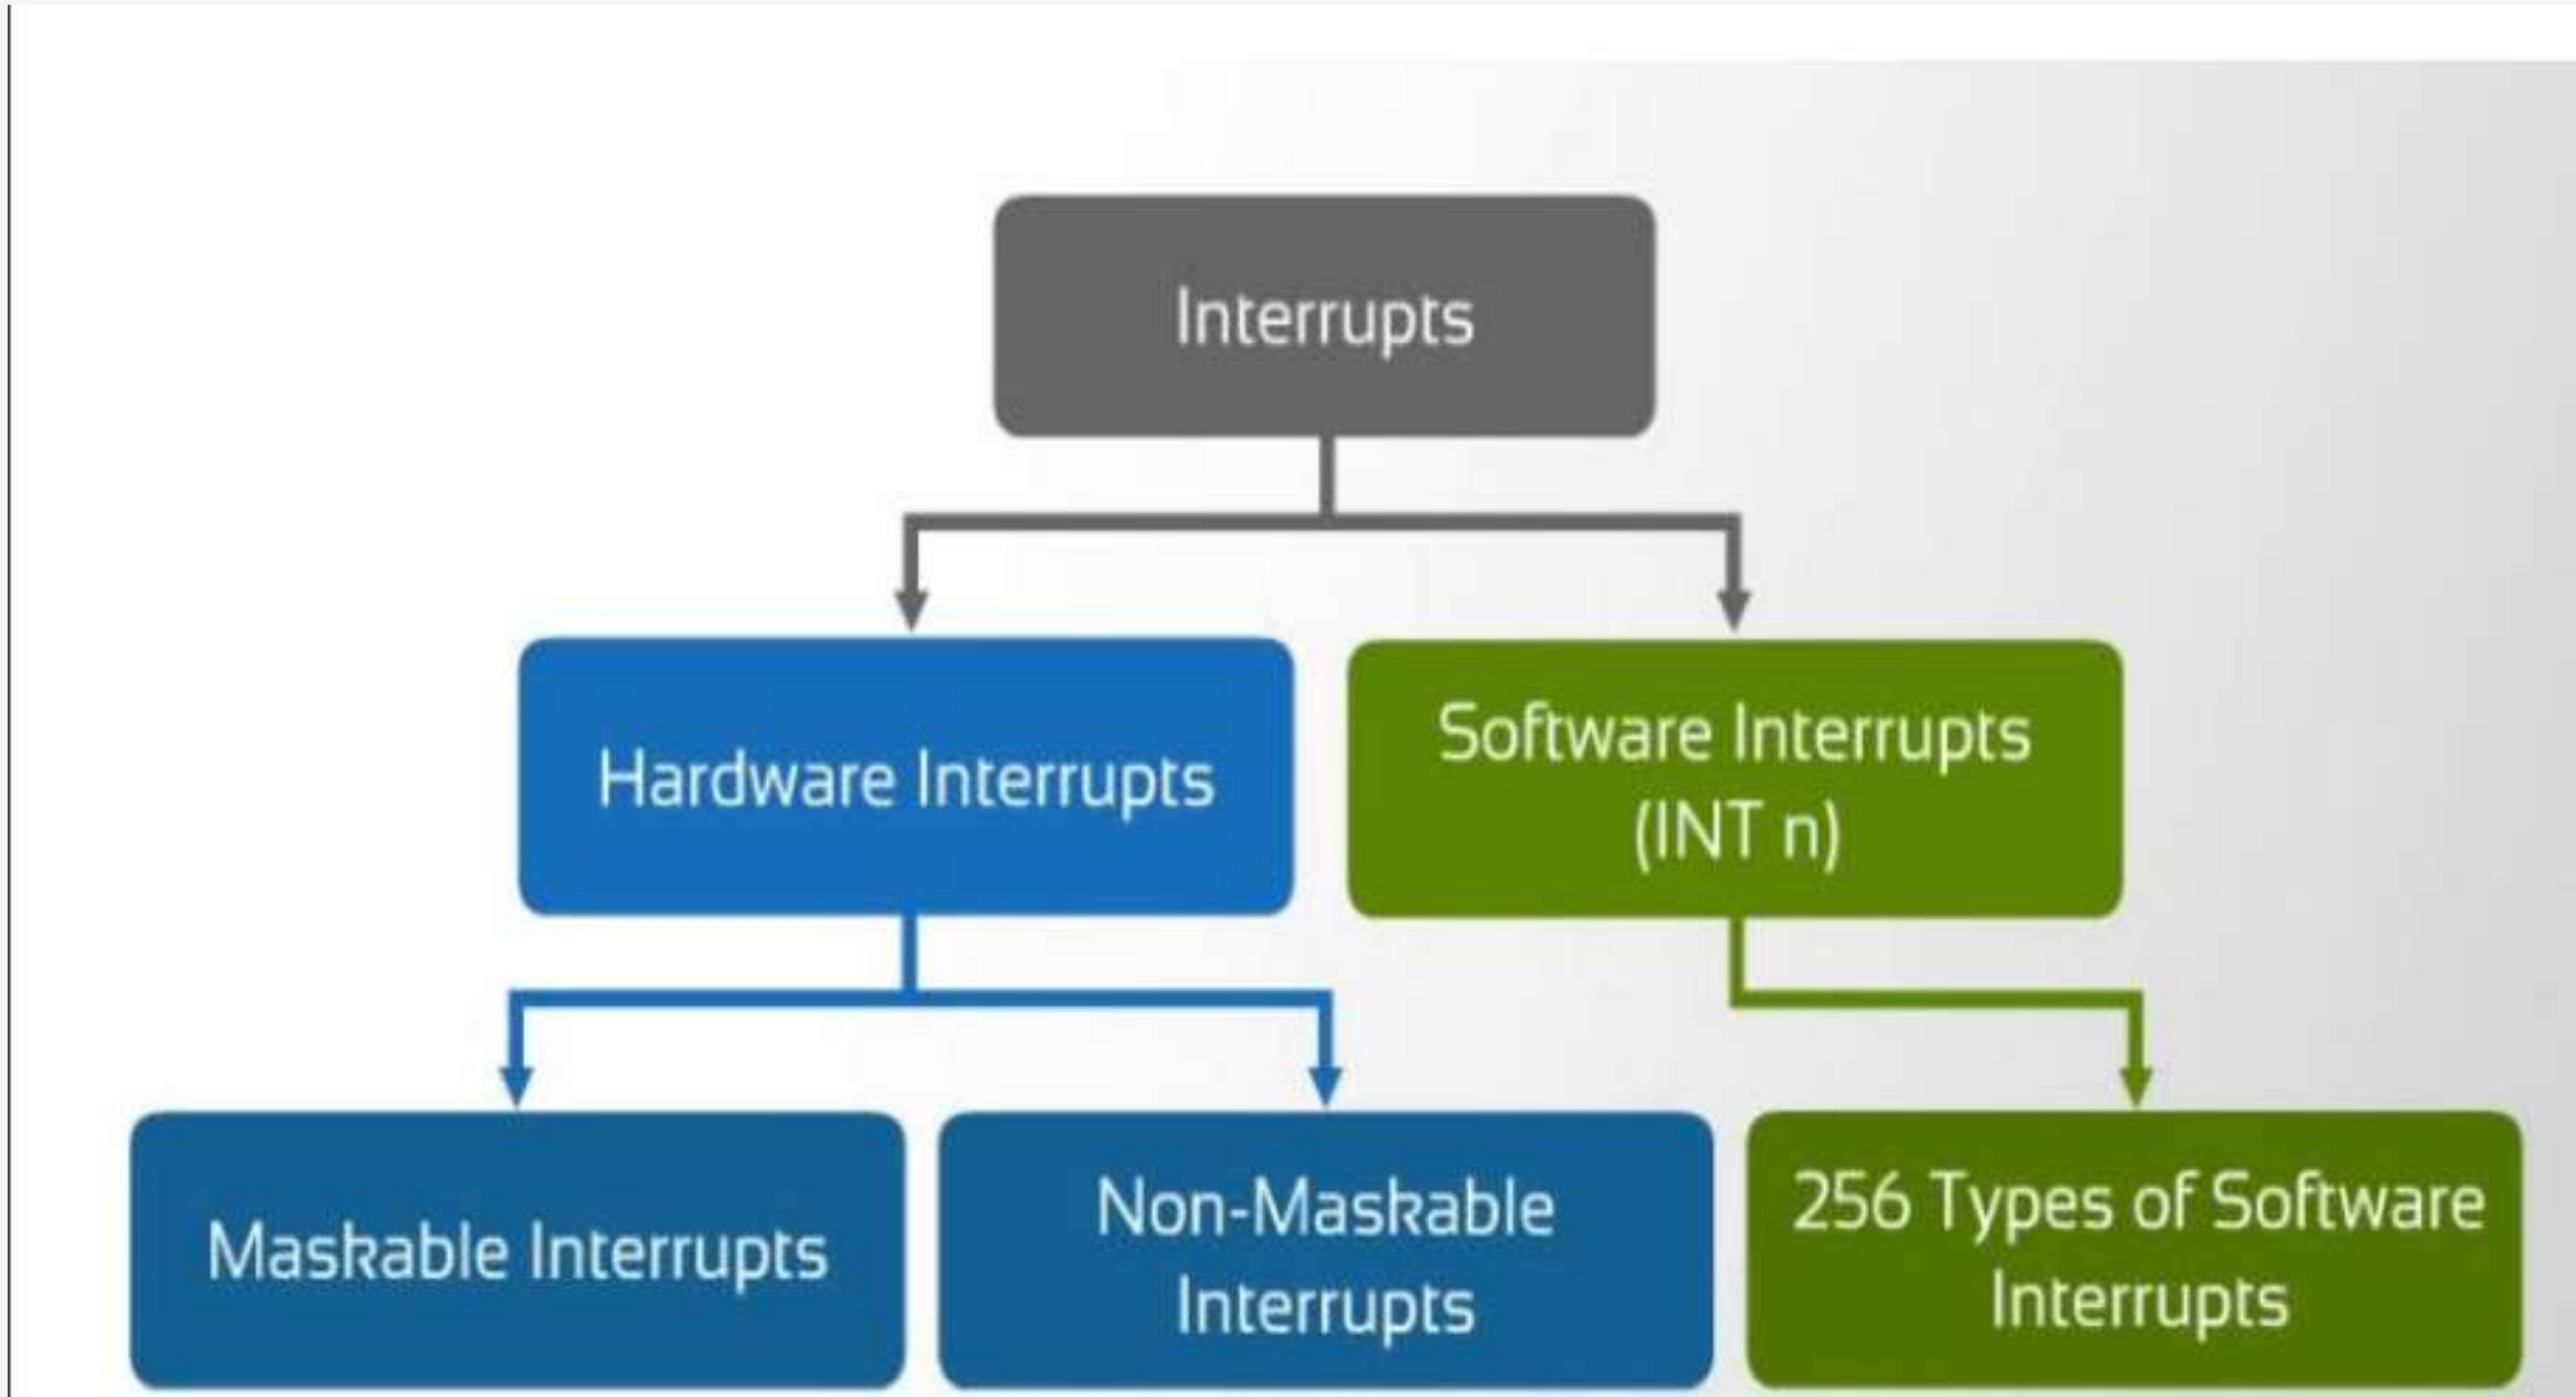 Interrupts
Hardware Interrupts
Software Interrupts
(INT n)
Maskable Interrupts
Non-Maskable
Interrupts
256 Types of Software
Interrupts